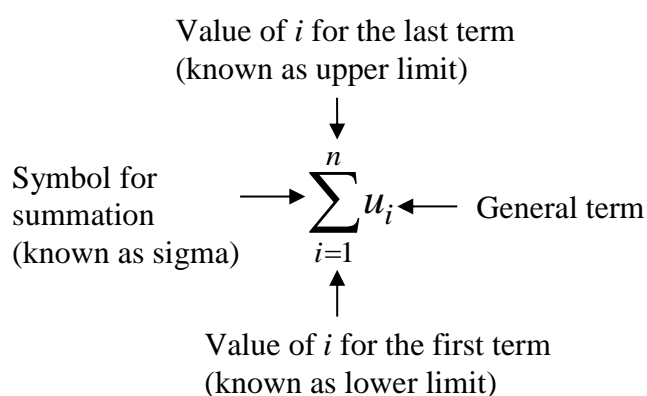 Value of i for the last term
(known as upper limit)
Symbol for
summation
(known as sigma)
n
∑ uᵢ
i=1
General term
Value of i for the first term
(known as lower limit)